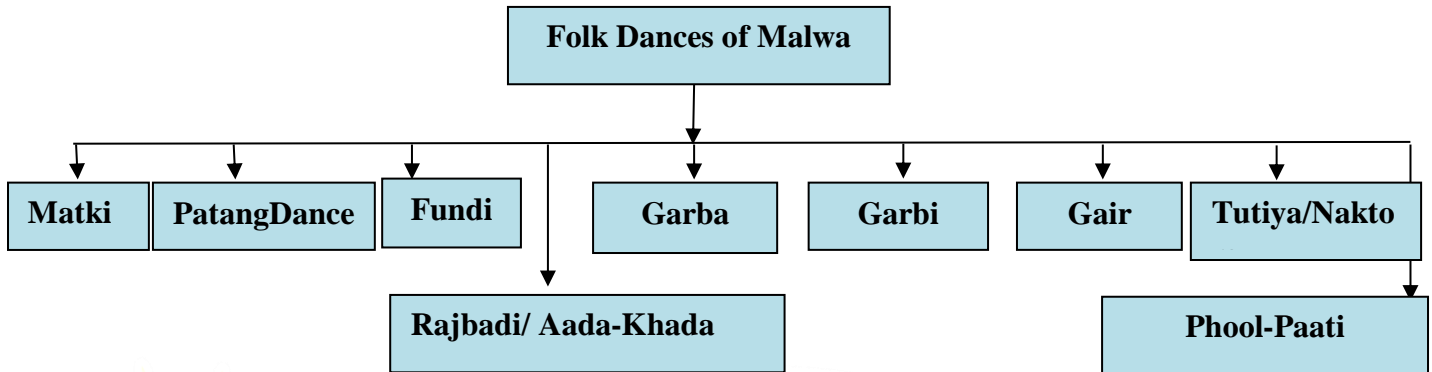 Folk Dances of Malwa
Matki
PatangDance
Fundi
Garba
Garbi
Gair
Tutiya/Nakto
Rajbadi/ Aada-Khada
Phool-Paati